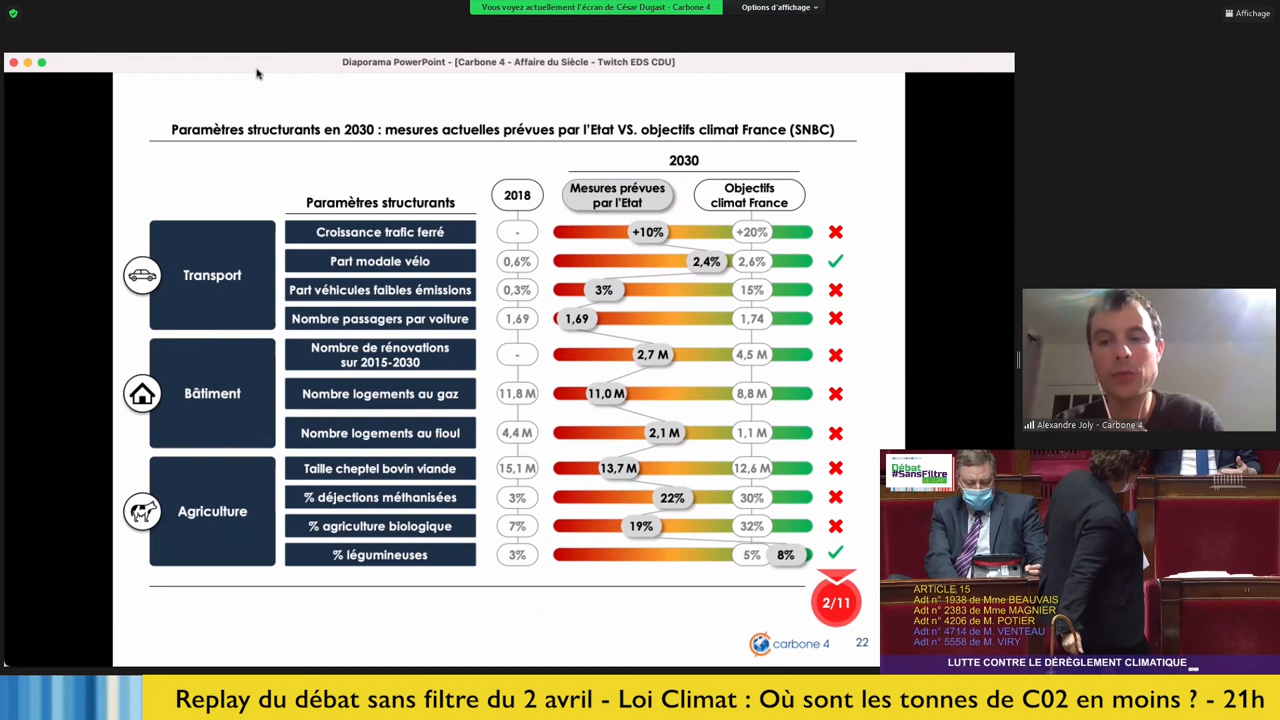 Vous voyez actuellement l'écran de César Dugast - Carbone 4
Options d'affichage
Affichage
Diaporama PowerPoint - [Carbone 4 - Affaire du Siècle - Twitch EDS CDU]
Paramètres structurants en 2030 : mesures actuelles prévues par l'Etat VS. objectifs climat France (SNBC)
2030
Paramètres structurants
2018
Mesures prévues
par l'Etat
Objectifs
climat France
Transport
Croissance trafic ferré
-
+10%
+20%
Part modale vélo
0,6%
2,4%
2,6%
Part véhicules faibles émissions
0,3%
3%
15%
Nombre passagers par voiture
1,69
1,69
1,74
Bâtiment
Nombre de rénovations
sur 2015-2030
-
2,7 M
4,5 M
Nombre logements au gaz
11,8 M
11,0 M
8,8 M
Nombre logements au fioul
4,4 M
2,1 M
1,1 M
Agriculture
Taille cheptel bovin viande
15,1 M
13,7 M
12,6 M
% déjections méthanisées
3%
22%
30%
% agriculture biologique
7%
19%
32%
% légumineuses
3%
5%
8%
2/11
carbone 4
22
Alexandre Joly - Carbone 4
Débat
#SansFiltre
ARTICLE 15
Adt n° 1938 de Mme BEAUVAIS
Adt n° 2383 de Mme MAGNIER
Adt n° 4206 de M. POTIER
Adt n° 4714 de M. VENTEAU
Adt n° 5558 de M. VIRY
LUTTE CONTRE LE DÉRÈGLEMENT CLIMATIQUE
Replay du débat sans filtre du 2 avril - Loi Climat : Où sont les tonnes de C02 en moins ? - 21h